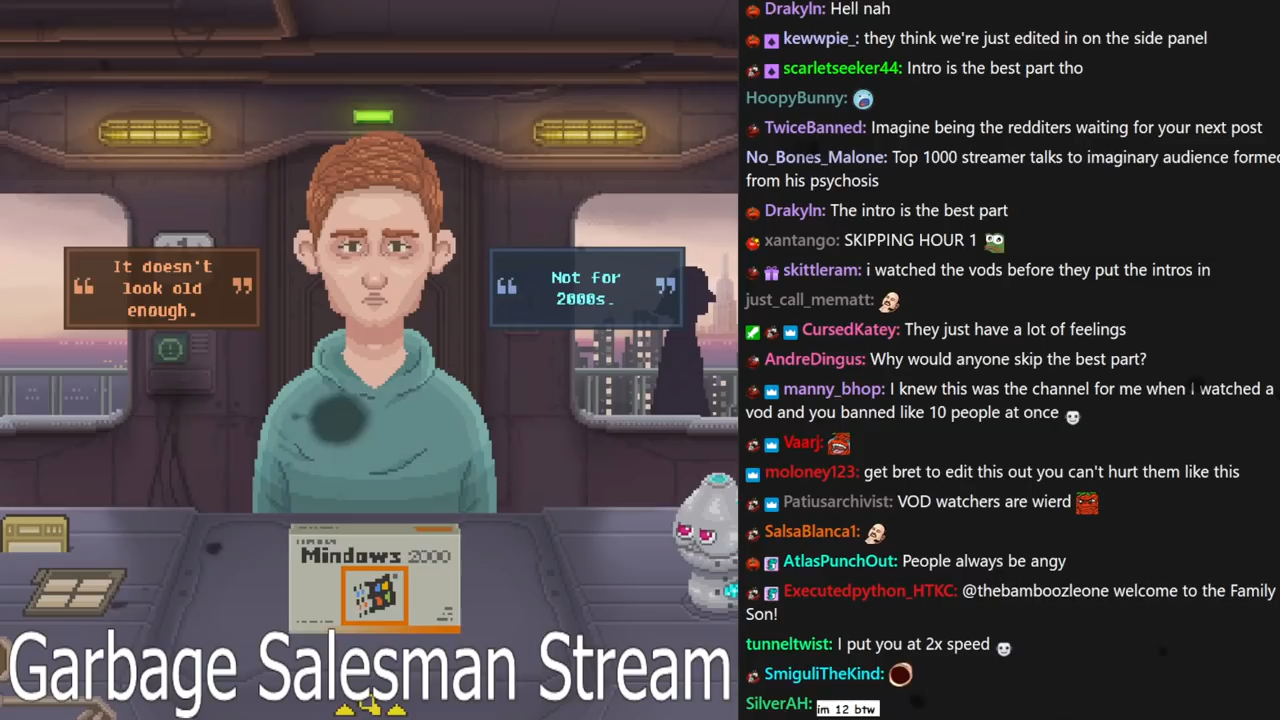 It doesn't
look old
enough.
Not for
2000s.
Mindows 2000
Garbage Salesman Stream
Drakyln: Hell nah
kewwpie_: they think we're just edited in on the side panel
scarletseeker44: Intro is the best part tho
HoopyBunny:
TwiceBanned: Imagine being the redditers waiting for your next post
No_Bones_Malone: Top 1000 streamer talks to imaginary audience formed
from his psychosis
Drakyln: The intro is the best part
xantango: SKIPPING HOUR 1
skittleram: i watched the vods before they put the intros in
just_call_mematt:
CursedKatey: They just have a lot of feelings
AndreDingus: Why would anyone skip the best part?
manny_bhop: I knew this was the channel for me when I watched a
vod and you banned like 10 people at once
Vaarj:
moloney123: get bret to edit this out you can't hurt them like this
Patiusarchivist: VOD watchers are wierd
SalsaBlanca1:
AtlasPunchOut: People always be angy
Executedpython_HTKC: @thebamboozleone welcome to the Family
Son!
tunneltwist: I put you at 2x speed
SmiguliTheKind:
SilverAH: im 12 btw